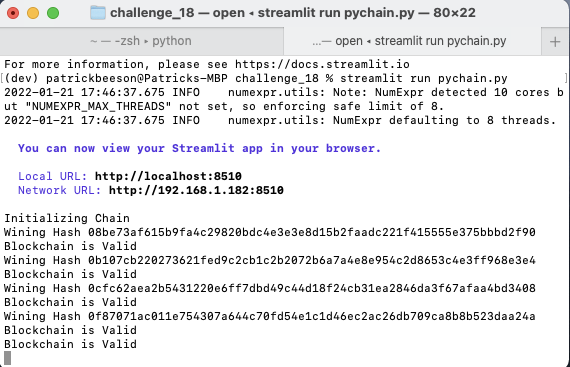 challenge_18 — open ◂ streamlit run pychain.py — 80×22
~ — -zsh ▸ python
...— open ◂ streamlit run pychain.py
+
For more information, please see https://docs.streamlit.io
[(dev) patrickbeeson@Patricks-MBP challenge_18 % streamlit run pychain.py ]
2022-01-21 17:46:37.675 INFO    numexpr.utils: Note: NumExpr detected 10 cores b
ut "NUMEXPR_MAX_THREADS" not set, so enforcing safe limit of 8.
2022-01-21 17:46:37.675 INFO    numexpr.utils: NumExpr defaulting to 8 threads.
You can now view your Streamlit app in your browser.
Local URL: http://localhost:8510
Network URL: http://192.168.1.182:8510
Initializing Chain
Wining Hash 08be73af615b9fa4c29820bdc4e3e3e8d15b2faadc221f415555e375bbbd2f90
Blockchain is Valid
Wining Hash 0b107cb220273621fed9c2cb1c2b2072b6a7a4e8e954c2d8653c4e3ff968e3e4
Blockchain is Valid
Wining Hash 0cfc62aea2b5431220e6ff7dbd49c44d18f24cb31ea2846da3f67afaa4bd3408
Blockchain is Valid
Wining Hash 0f87071ac011e754307a644c70fd54e1c1d46ec2ac26db709ca8b8b523daa24a
Blockchain is Valid
Blockchain is Valid